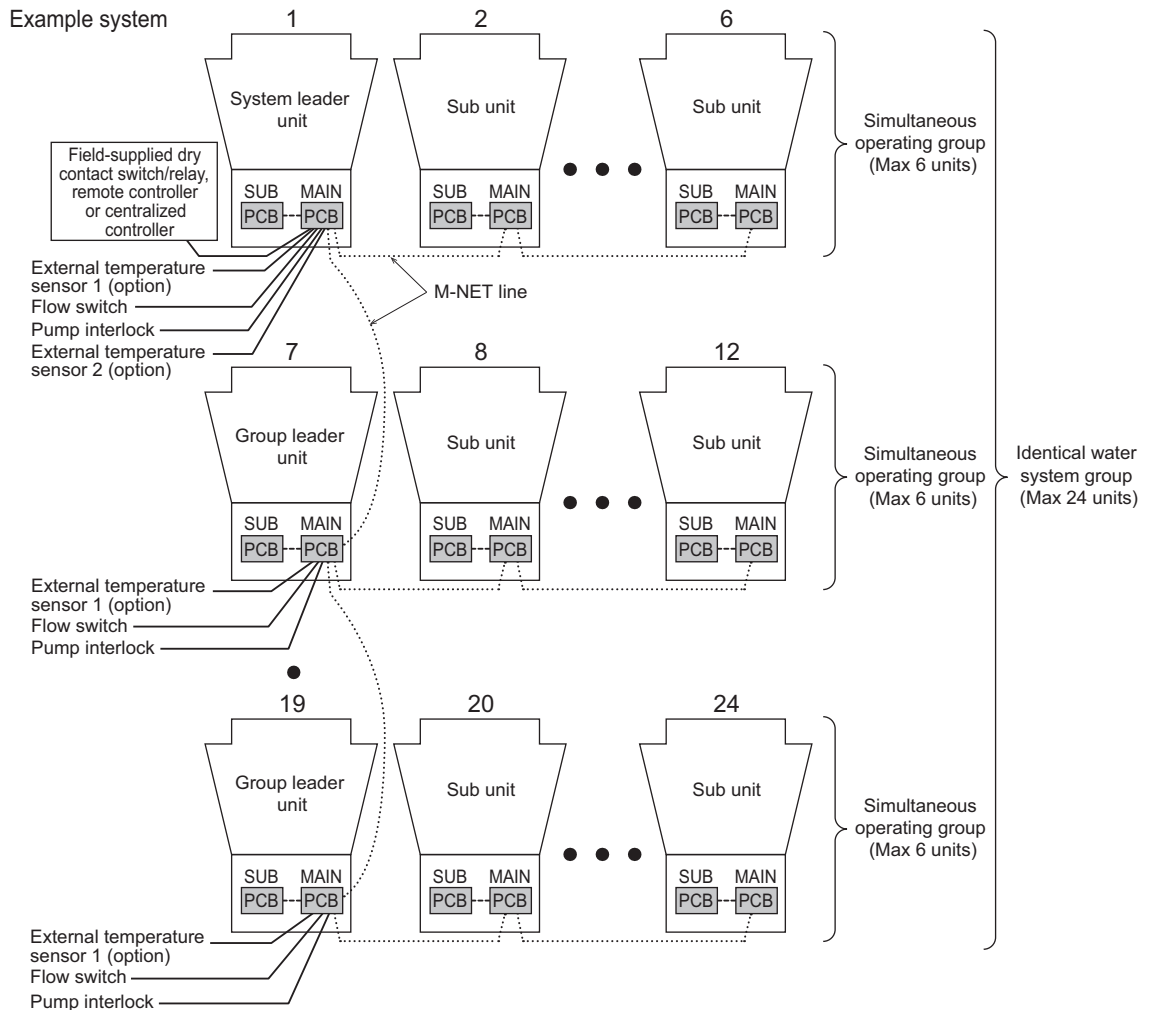 Example system
1
2
6
System leader
unit
Sub unit
Sub unit
Simultaneous
operating group
(Max 6 units)
Field-supplied dry
contact switch/relay,
remote controller
or centralized
controller
SUB MAIN
PCB PCB
SUB MAIN
PCB PCB
SUB MAIN
PCB PCB
External temperature
sensor 1 (option)
Flow switch
Pump interlock
External temperature
sensor 2 (option)
M-NET line
7
8
12
Group leader
unit
Sub unit
Sub unit
Simultaneous
operating group
(Max 6 units)
Identical water
system group
(Max 24 units)
SUB MAIN
PCB PCB
SUB MAIN
PCB PCB
SUB MAIN
PCB PCB
External temperature
sensor 1 (option)
Flow switch
Pump interlock
19
20
24
Group leader
unit
Sub unit
Sub unit
Simultaneous
operating group
(Max 6 units)
SUB MAIN
PCB PCB
SUB MAIN
PCB PCB
SUB MAIN
PCB PCB
External temperature
sensor 1 (option)
Flow switch
Pump interlock